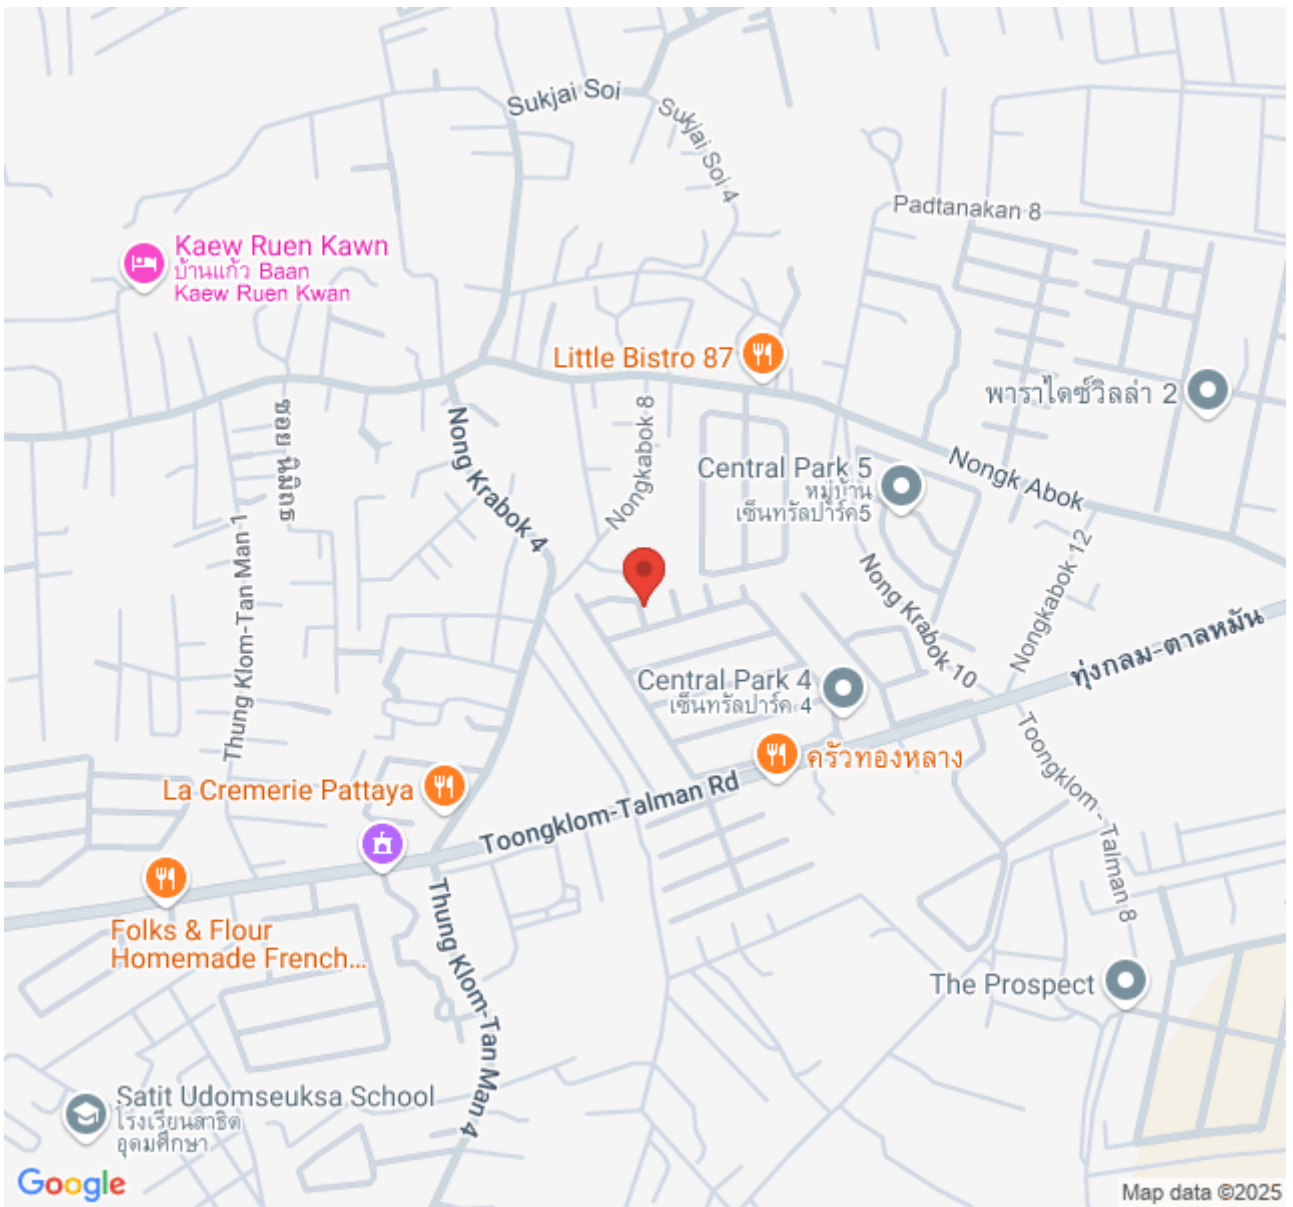 Sukjai Soi
Sukjai Soi 4
Padtanakan 8
Kaew Ruen Kawn
บ้านแก้ว Baan
Kaew Ruen Kwan
Little Bistro 87
พาราไดซ์วิลล่า 2
ซอย นิมิตร
Nong Krabok 4
Nongkabok 8
Central Park 5
หมู่บ้าน
เซ็นทรัลปาร์ค5
Nongk Abok
Thung Klom-Tan Man 1
Nong Krabok 10
Nongkabok 12
ทุ่งกลม-ตาลหมัน
Central Park 4
เซ็นทรัลปาร์ค 4
ครัวทองหลาง
La Cremerie Pattaya
Toongklom-Talman Rd
Toongklom - Talman 8
Folks & Flour
Homemade French...
Thung Klom-Tan Man 4
The Prospect
Satit Udomseuksa School
โรงเรียนสาธิต
อุดมศึกษา
Google
Map data ©2025